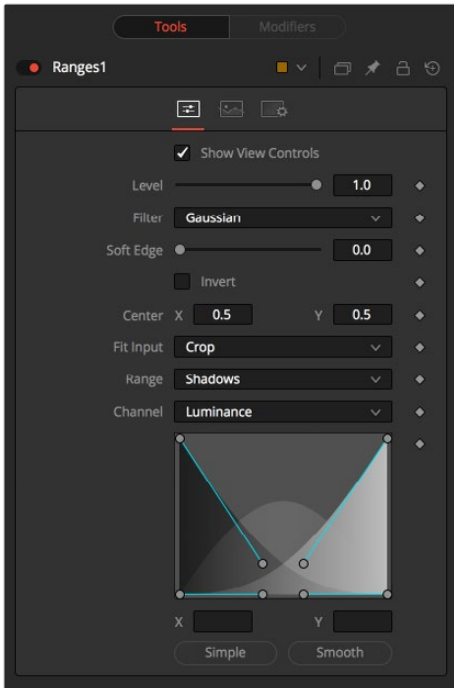 Tools Modifiers
Ranges1
Show View Controls
Level 1.0
Filter Gaussian
Soft Edge 0.0
Invert
Center X 0.5 Y 0.5
Fit Input Crop
Range Shadows
Channel Luminance
X Y
Simple Smooth